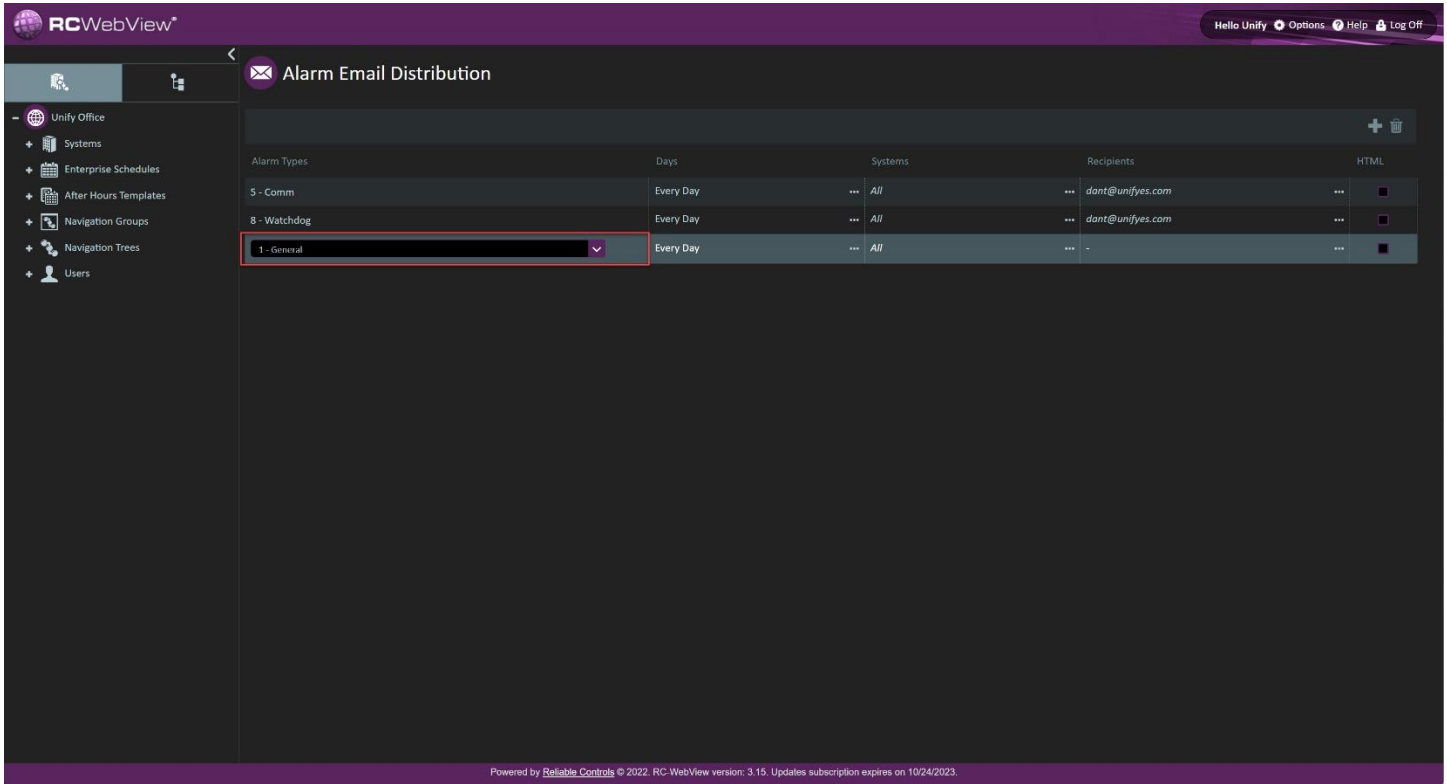 RCWebView®
Hello Unify Options Help Log Off
Alarm Email Distribution
Unify Office
Systems
Enterprise Schedules
After Hours Templates
Navigation Groups
Navigation Trees
Users
Alarm Types Days Systems Recipients HTML
5 - Comm Every Day ... All ... dant@unifyes.com ...
8 - Watchdog Every Day ... All ... dant@unifyes.com ...
1 - General Every Day ... All ... - ...
Powered by Reliable Controls © 2022. RC-WebView version: 3.15. Updates subscription expires on 10/24/2023.